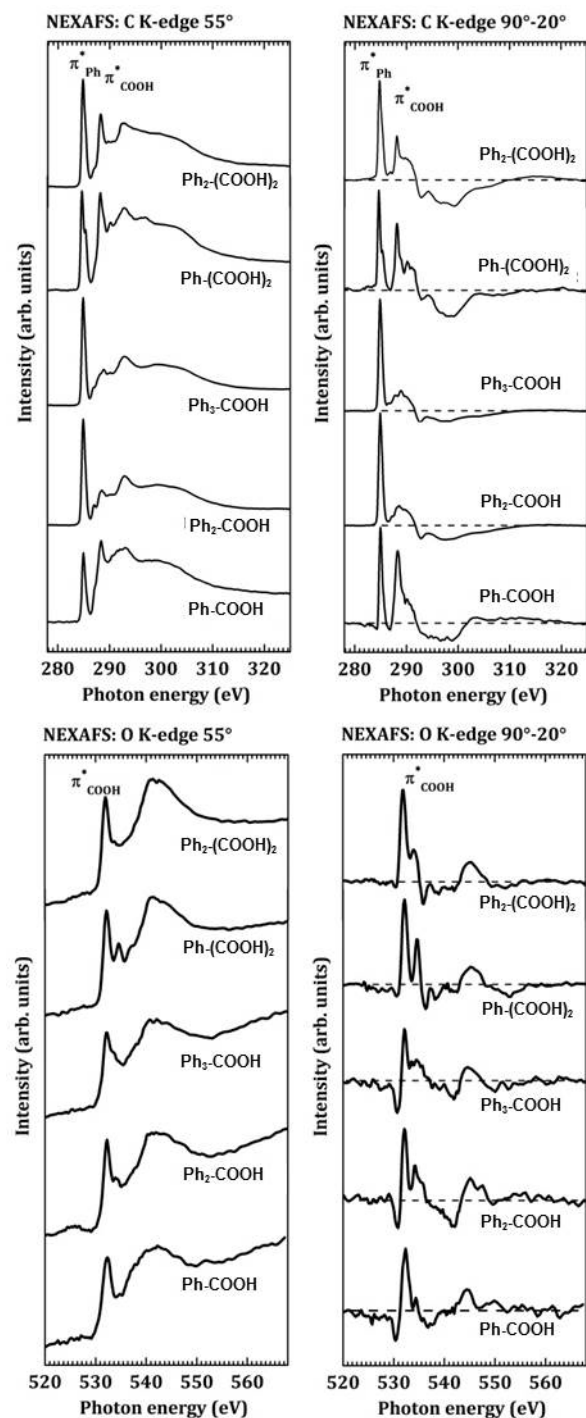 NEXAFS: C K-edge 55°
π*Ph π*COOH
Ph2-(COOH)2
Ph-(COOH)2
Ph3-COOH
Ph2-COOH
Ph-COOH
Intensity (arb. units)
280 290 300 310 320
Photon energy (eV)
NEXAFS: C K-edge 90°-20°
π*Ph
π*COOH
Ph2-(COOH)2
Ph-(COOH)2
Ph3-COOH
Ph2-COOH
Ph-COOH
Intensity (arb. units)
280 290 300 310 320
Photon energy (eV)
NEXAFS: O K-edge 55°
π*COOH
Ph2-(COOH)2
Ph-(COOH)2
Ph3-COOH
Ph2-COOH
Ph-COOH
Intensity (arb. units)
520 530 540 550 560
Photon energy (eV)
NEXAFS: O K-edge 90°-20°
π*COOH
Ph2-(COOH)2
Ph-(COOH)2
Ph3-COOH
Ph2-COOH
Ph-COOH
Intensity (arb. units)
520 530 540 550 560
Photon energy (eV)